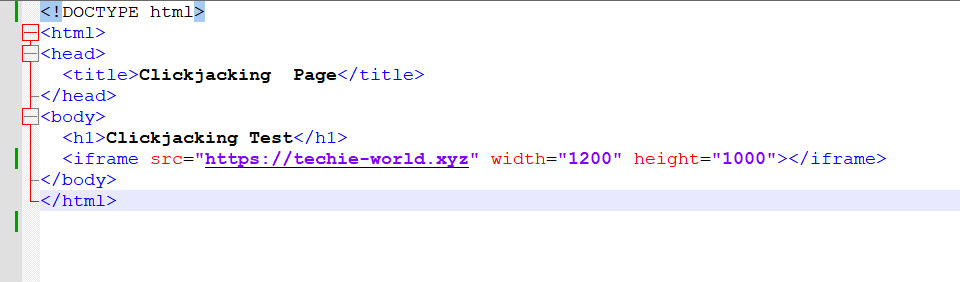 <!DOCTYPE html>
<html>
<head>
  <title>Clickjacking  Page</title>
</head>
<body>
  <h1>Clickjacking Test</h1>
  <iframe src="https://techie-world.xyz" width="1200" height="1000"></iframe>
</body>
</html>